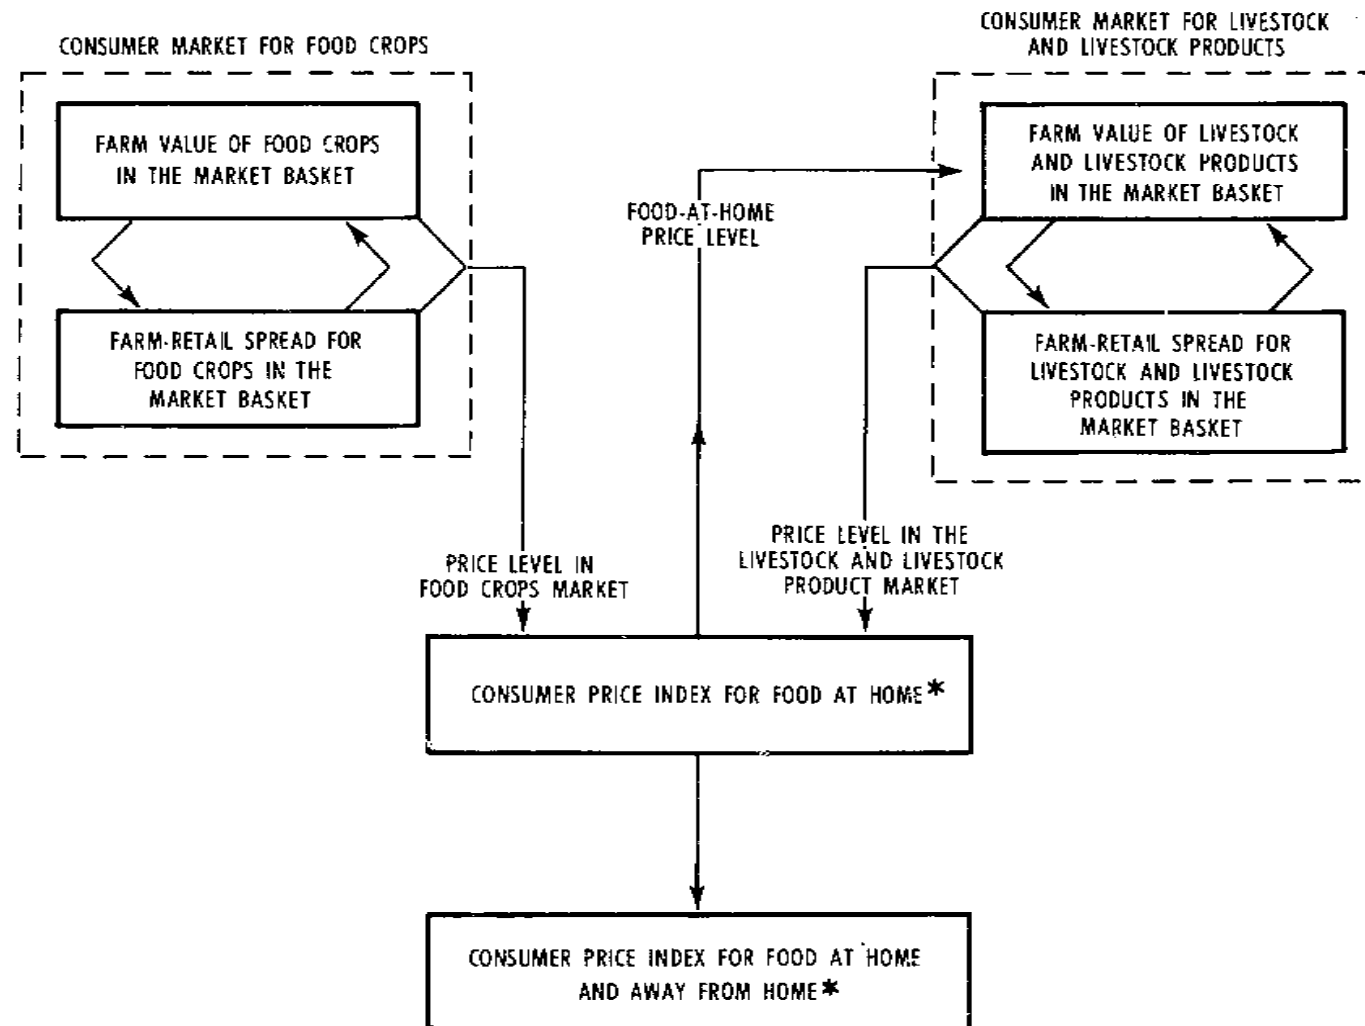 CONSUMER MARKET FOR FOOD CROPS
FARM VALUE OF FOOD CROPS
IN THE MARKET BASKET
FARM-RETAIL SPREAD FOR
FOOD CROPS IN THE
MARKET BASKET
CONSUMER MARKET FOR LIVESTOCK
AND LIVESTOCK PRODUCTS
FARM VALUE OF LIVESTOCK
AND LIVESTOCK PRODUCTS
IN THE MARKET BASKET
FARM-RETAIL SPREAD FOR
LIVESTOCK AND LIVESTOCK
PRODUCTS IN THE
MARKET BASKET
FOOD-AT-HOME
PRICE LEVEL
PRICE LEVEL IN
FOOD CROPS MARKET
PRICE LEVEL IN THE
LIVESTOCK AND LIVESTOCK
PRODUCT MARKET
CONSUMER PRICE INDEX FOR FOOD AT HOME*
CONSUMER PRICE INDEX FOR FOOD AT HOME
AND AWAY FROM HOME*